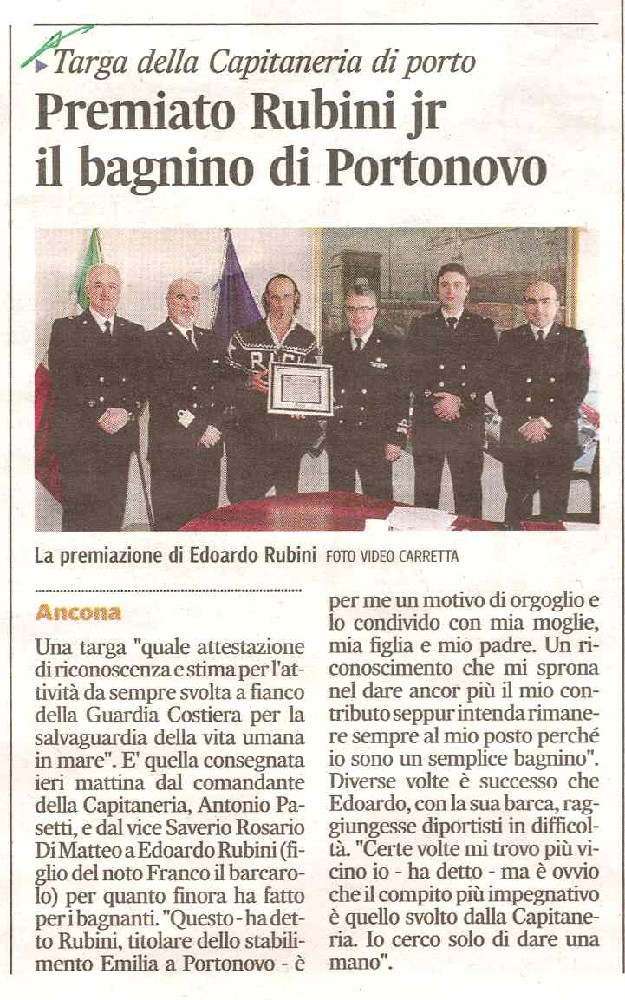 Targa della Capitaneria di porto
Premiato Rubini jr
il bagnino di Portonovo
La premiazione di Edoardo Rubini FOTO VIDEO CARRETTA
Ancona
Una targa "quale attestazione
di riconoscenza e stima per l'at-
tività da sempre svolta a fianco
della Guardia Costiera per la
salvaguardia della vita umana
in mare". E' quella consegnata
ieri mattina dal comandante
della Capitaneria, Antonio Pa-
setti, e dal vice Saverio Rosario
Di Matteo a Edoardo Rubini (fi-
glio del noto Franco il barcaro-
lo) per quanto finora ha fatto
per i bagnanti. "Questo - ha det-
to Rubini, titolare dello stabili-
mento Emilia a Portonovo - è
per me un motivo di orgoglio e
lo condivido con mia moglie,
mia figlia e mio padre. Un ri-
conoscimento che mi sprona
nel dare ancor più il mio con-
tributo seppur intenda rimane-
re sempre al mio posto perché
io sono un semplice bagnino".
Diverse volte è successo che
Edoardo, con la sua barca, rag-
giungesse diportisti in difficol-
tà. "Certe volte mi trovo più vi-
cino io - ha detto - ma è ovvio
che il compito più impegnativo
è quello svolto dalla Capitane-
ria. Io cerco solo di dare una
mano".